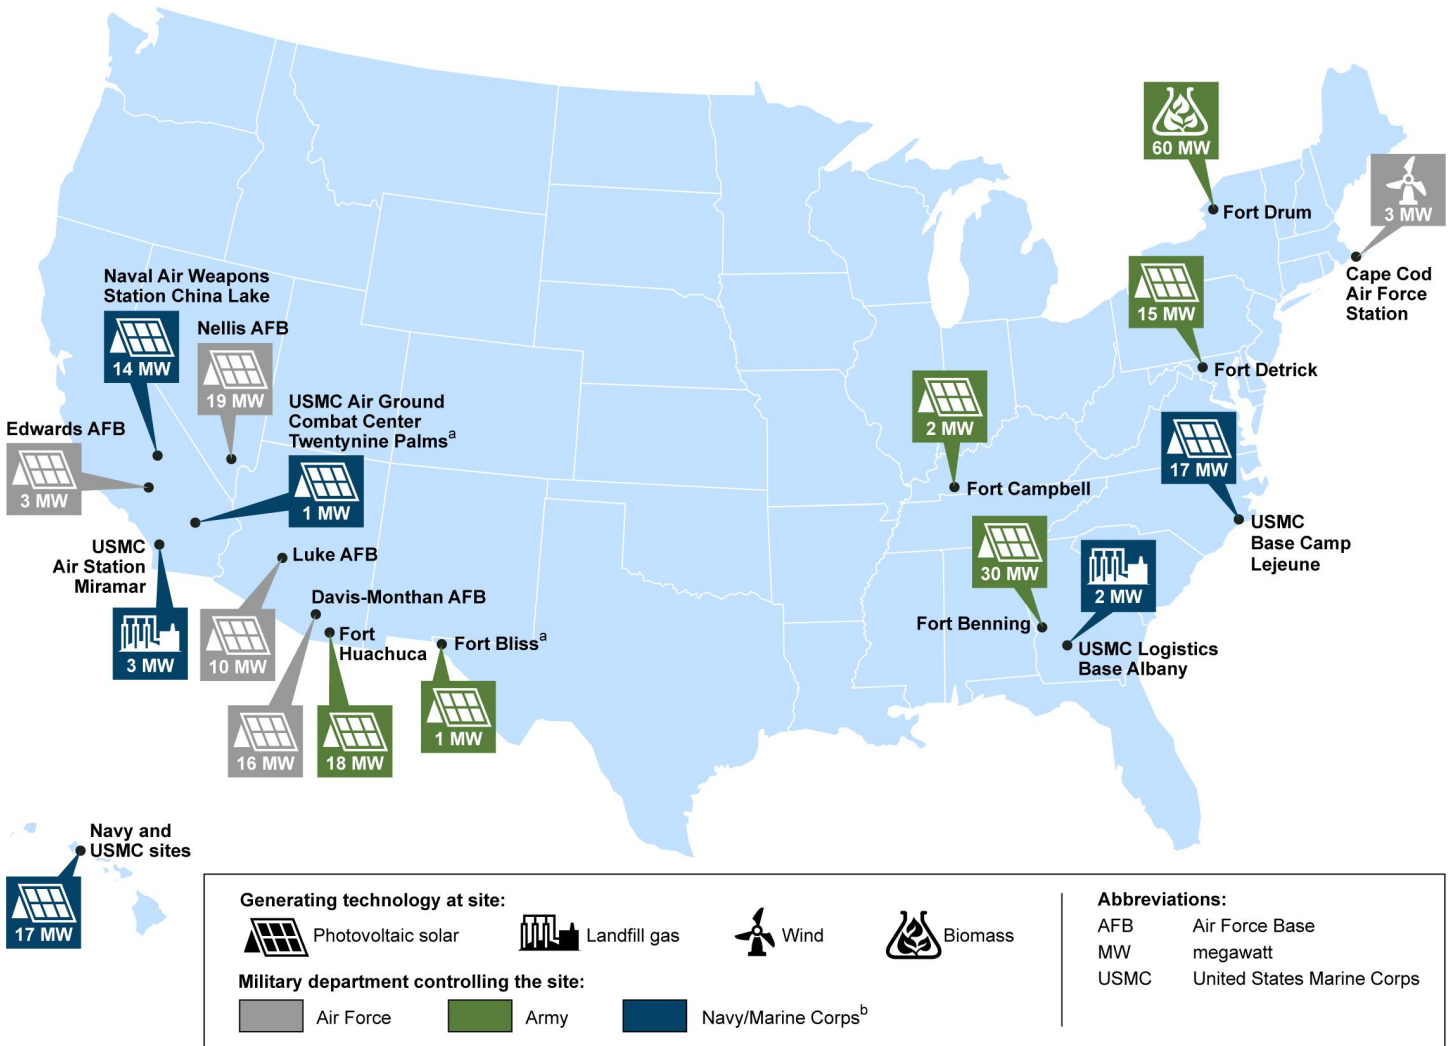 60 MW
Fort Drum
3 MW
Cape Cod
Air Force
Station
15 MW
Fort Detrick
Naval Air Weapons
Station China Lake
14 MW
Nellis AFB
19 MW
USMC Air Ground
Combat Center
Twentynine Palmsª
1 MW
Edwards AFB
3 MW
USMC
Air Station
Miramar
3 MW
Luke AFB
10 MW
Davis-Monthan AFB
16 MW
Fort
Huachuca
18 MW
Fort Blissª
1 MW
2 MW
Fort Campbell
17 MW
USMC
Base Camp
Lejeune
30 MW
Fort Benning
2 MW
USMC Logistics
Base Albany
Navy and
USMC sites
17 MW
Generating technology at site:
Photovoltaic solar
Landfill gas
Wind
Biomass
Military department controlling the site:
Air Force
Army
Navy/Marine Corpsᵇ
Abbreviations:
AFB Air Force Base
MW megawatt
USMC United States Marine Corps